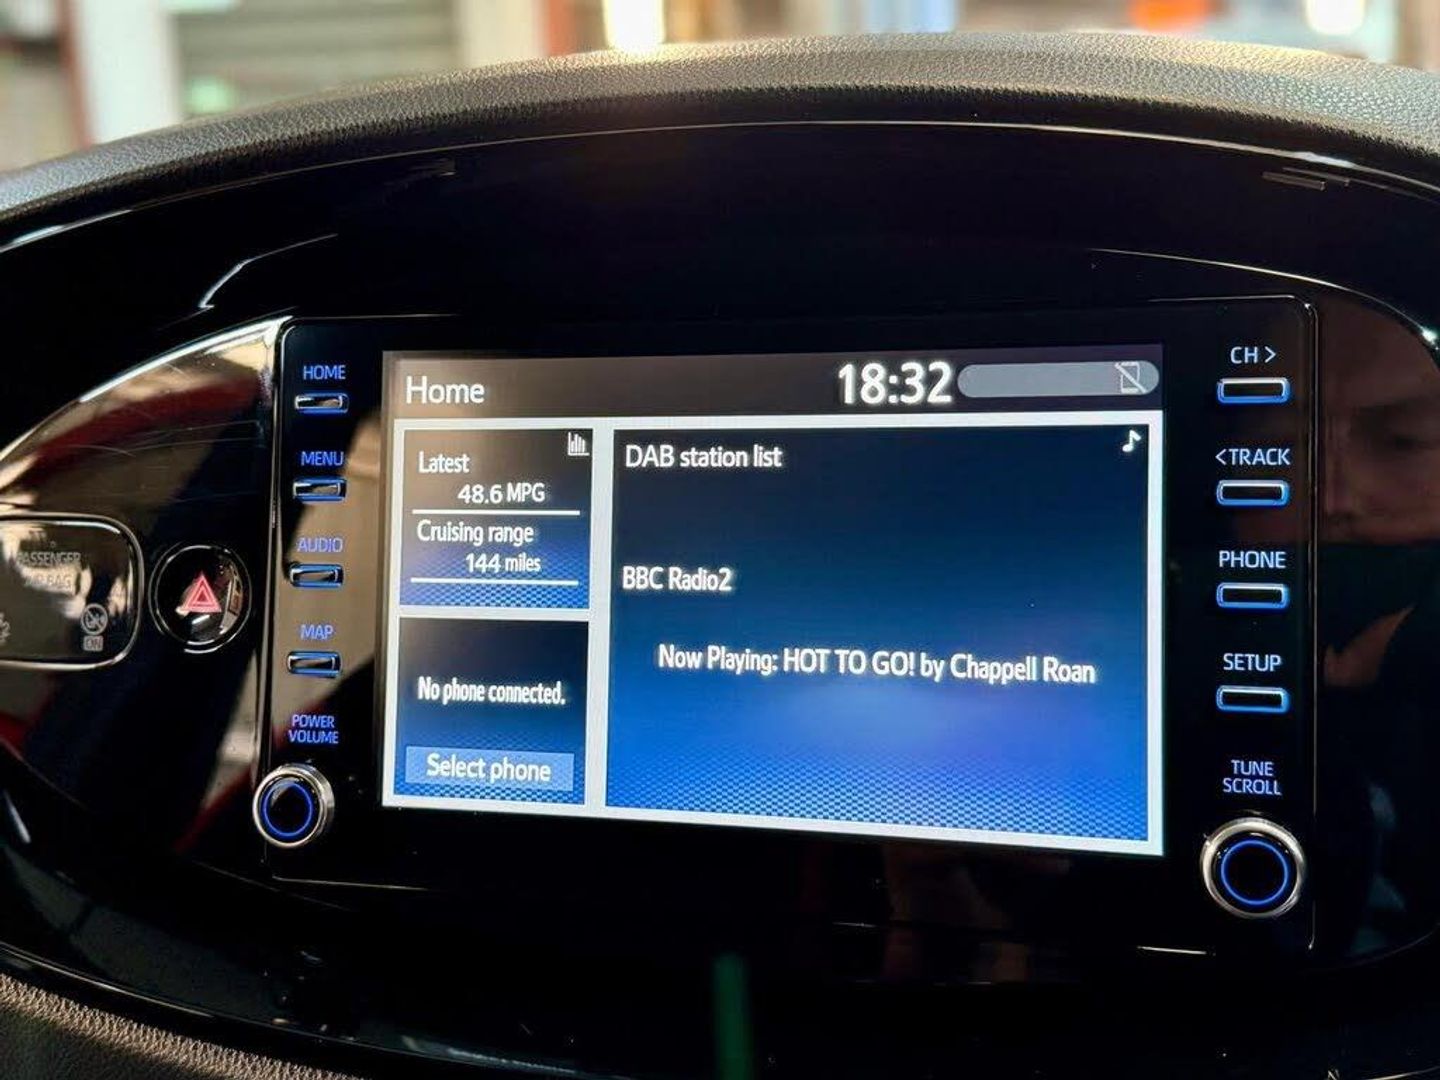 HOME
MENU
AUDIO
MAP
POWER
VOLUME
PASSENGER
ON
Home
18:32
Latest
48.6 MPG
Cruising range
144 miles
No phone connected.
Select phone
DAB station list
BBC Radio2
Now Playing: HOT TO GO! by Chappell Roan
CH >
<TRACK
PHONE
SETUP
TUNE
SCROLL